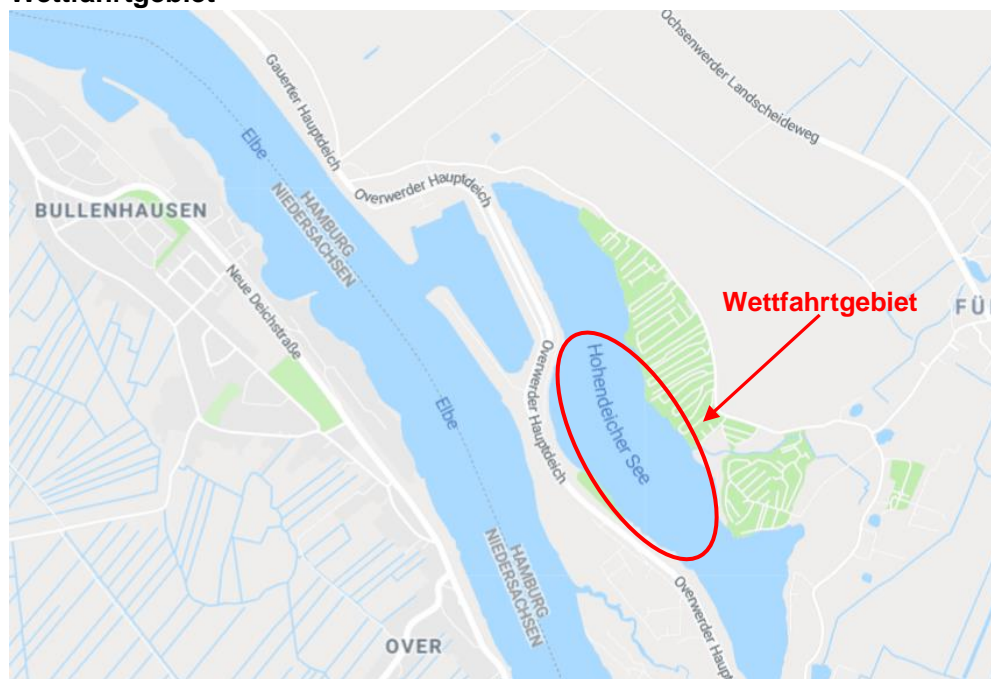 Wettfahrtgebiet
Ochsenwerder Landscheideweg
Gauerter Hauptdeich
Elbe
Overwerder Hauptdeich
HAMBURG
NIEDERSACHSEN
BULLENHAUSEN
Neue Deichstraße
Wettfahrtgebiet
FÜ
Hohendeicher See
Overwerder Hauptdeich
Elbe
HAMBURG
NIEDERSACHSEN
Overwerder Haupt
OVER